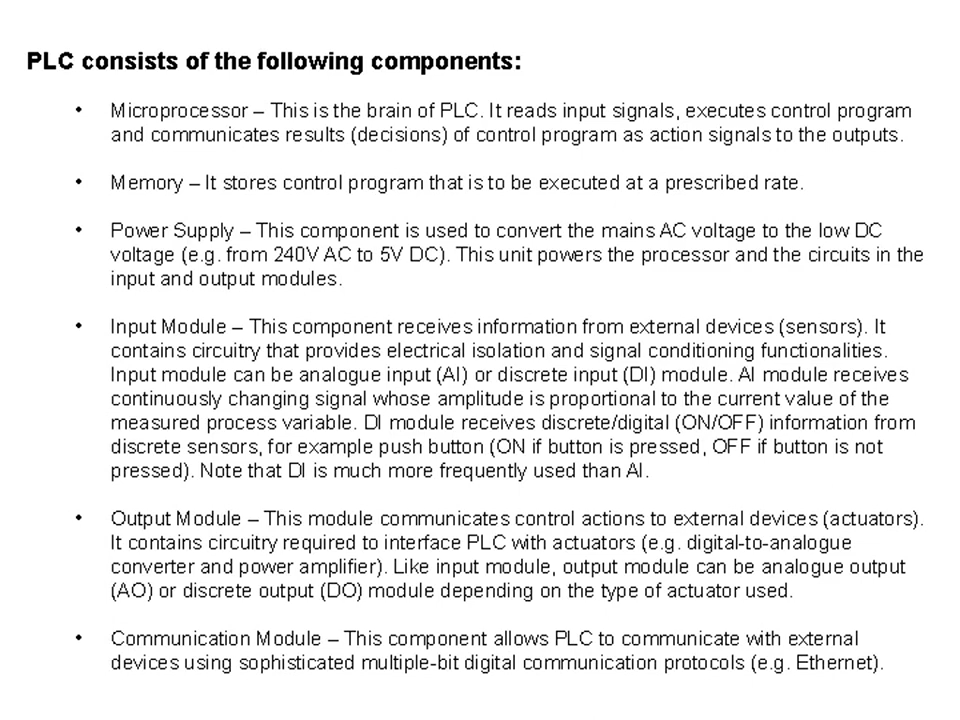 PLC consists of the following components:
• Microprocessor – This is the brain of PLC. It reads input signals, executes control program
and communicates results (decisions) of control program as action signals to the outputs.
• Memory – It stores control program that is to be executed at a prescribed rate.
• Power Supply – This component is used to convert the mains AC voltage to the low DC
voltage (e.g. from 240V AC to 5V DC). This unit powers the processor and the circuits in the
input and output modules.
• Input Module – This component receives information from external devices (sensors). It
contains circuitry that provides electrical isolation and signal conditioning functionalities.
Input module can be analogue input (AI) or discrete input (DI) module. AI module receives
continuously changing signal whose amplitude is proportional to the current value of the
measured process variable. DI module receives discrete/digital (ON/OFF) information from
discrete sensors, for example push button (ON if button is pressed, OFF if button is not
pressed). Note that DI is much more frequently used than AI.
• Output Module – This module communicates control actions to external devices (actuators).
It contains circuitry required to interface PLC with actuators (e.g. digital-to-analogue
converter and power amplifier). Like input module, output module can be analogue output
(AO) or discrete output (DO) module depending on the type of actuator used.
• Communication Module – This component allows PLC to communicate with external
devices using sophisticated multiple-bit digital communication protocols (e.g. Ethernet).